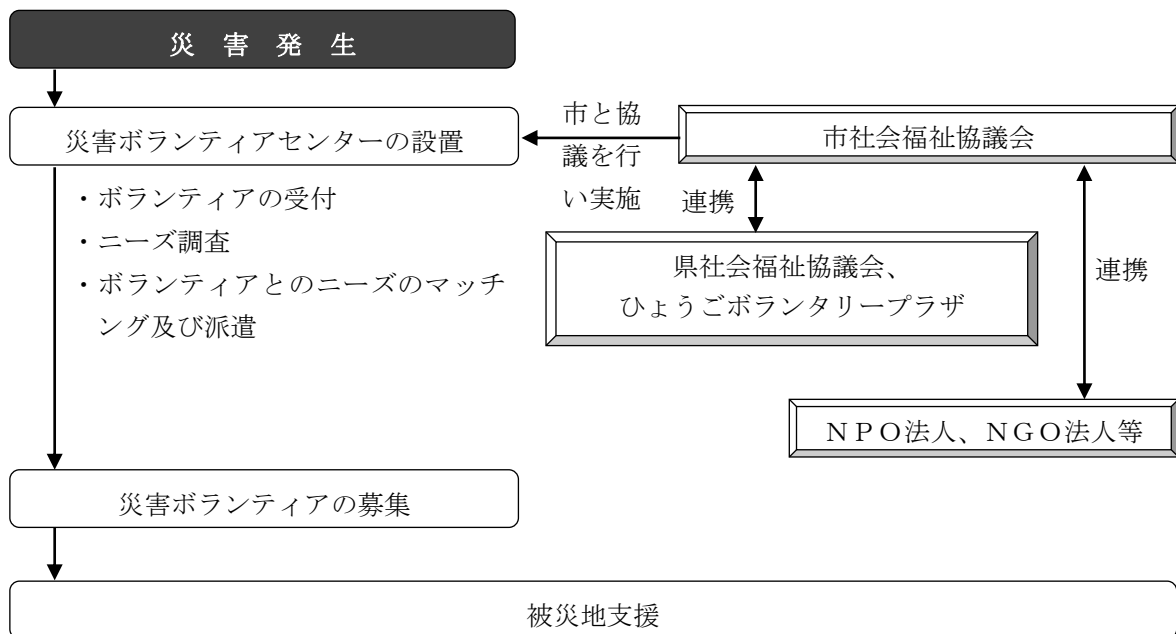 災 害 発 生
災害ボランティアセンターの設置
・ボランティアの受付
・ニーズ調査
・ボランティアとのニーズのマッチ
ング及び派遣
市と協
議を行
い実施
市社会福祉協議会
連携
県社会福祉協議会、
ひょうごボランタリープラザ
連携
ＮＰＯ法人、ＮＧＯ法人等
災害ボランティアの募集
被災地支援